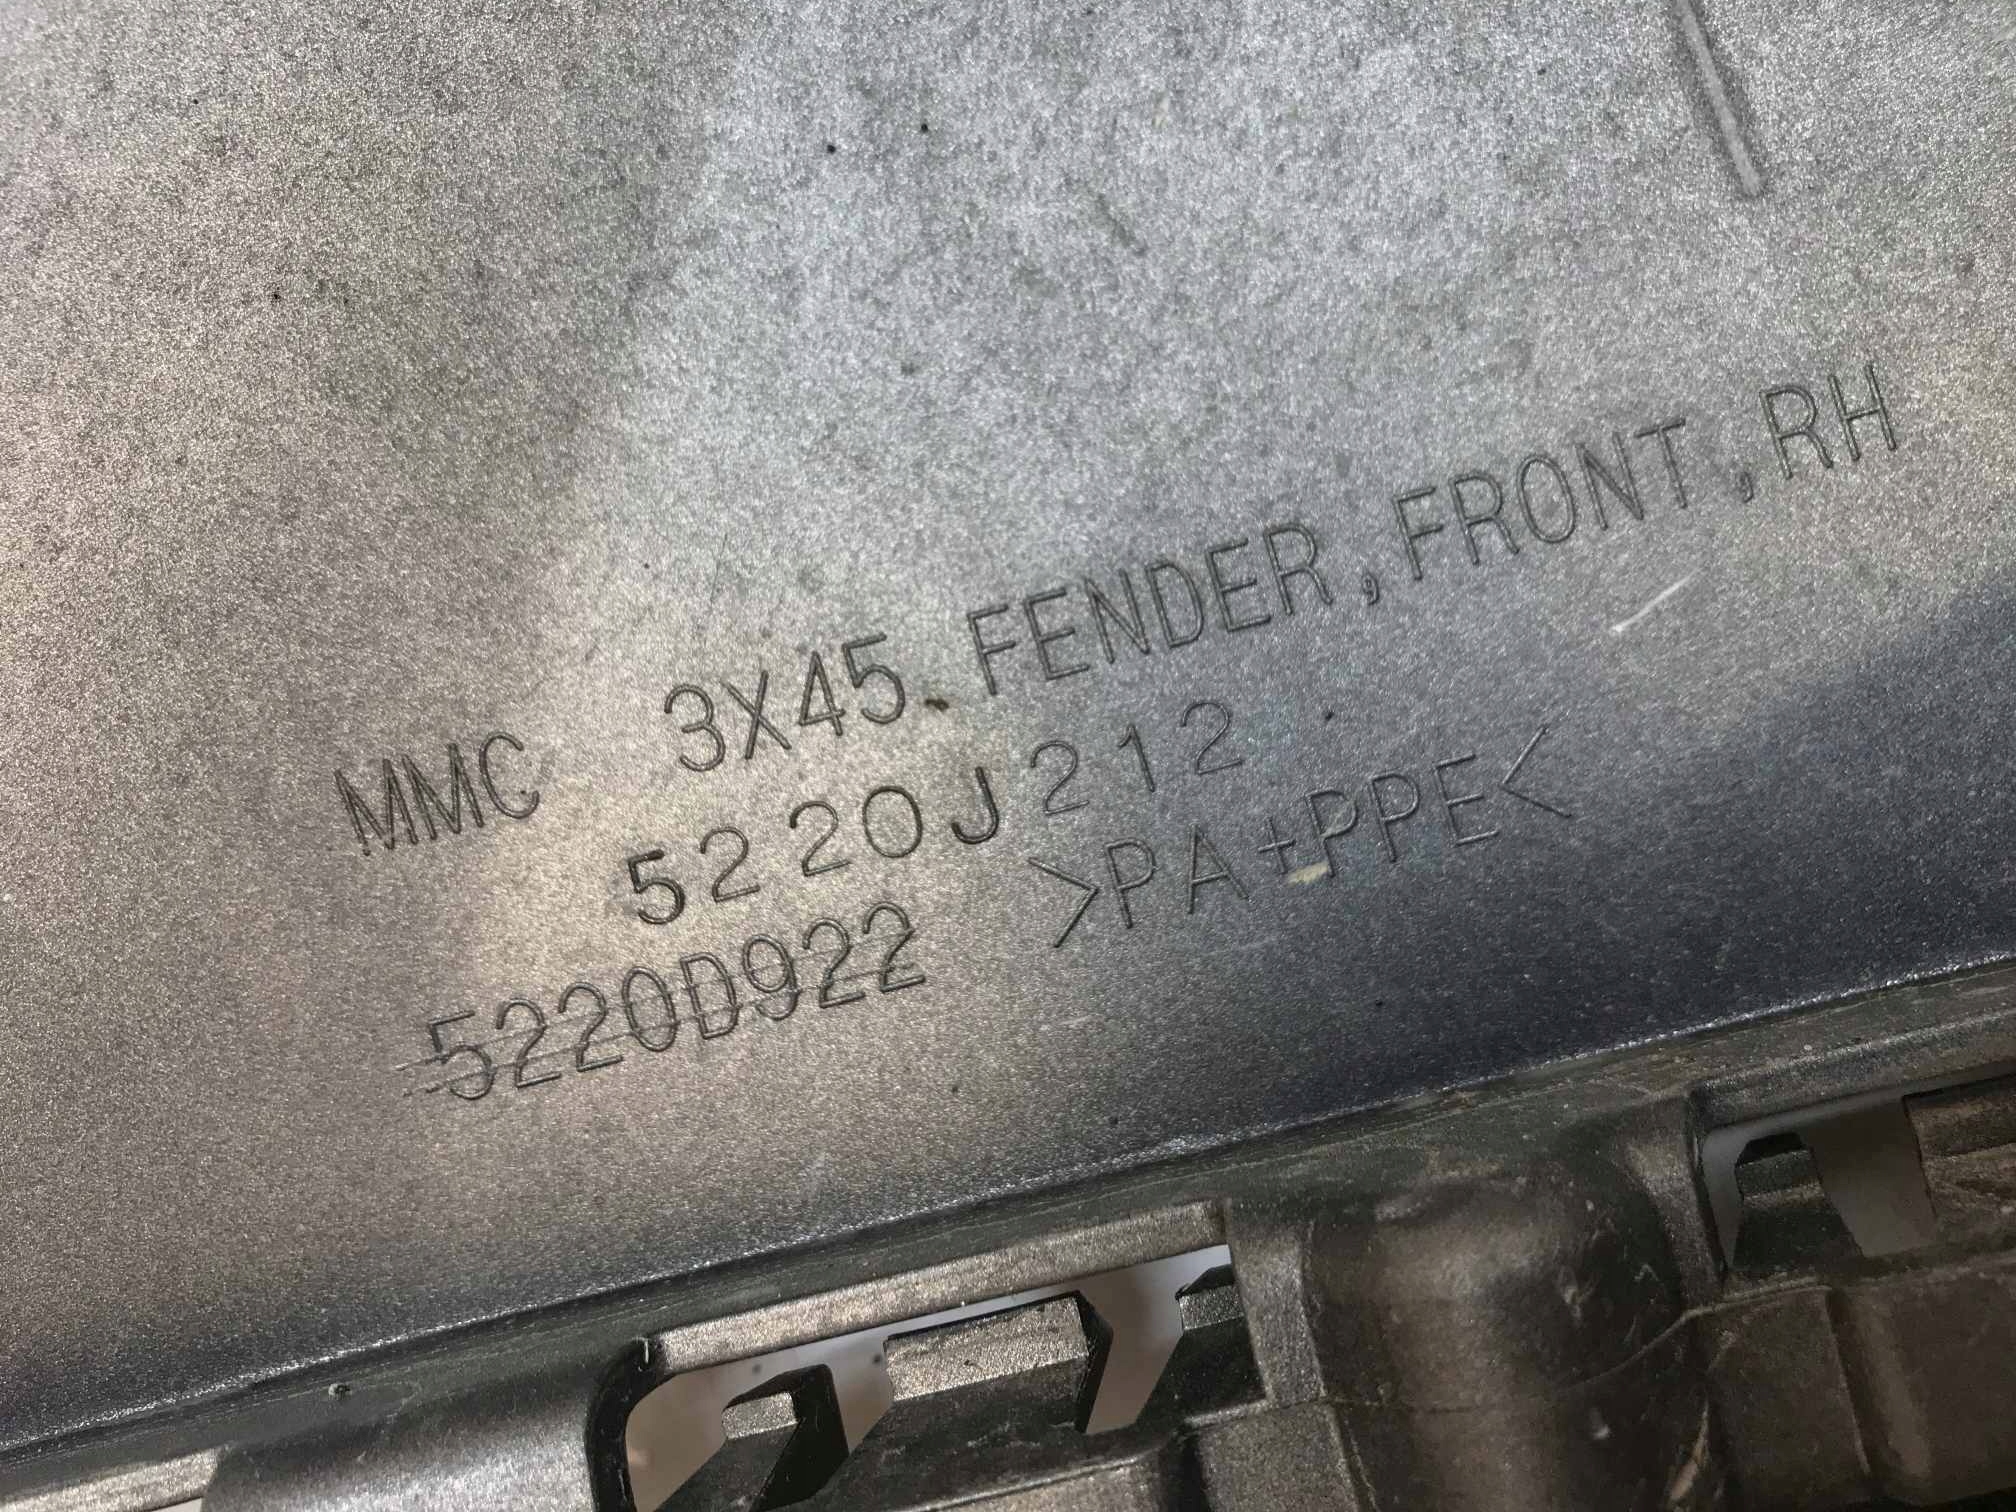 MMC 3X45 FENDER,FRONT,RH
5220J212
5220D922 >PA+PPE<